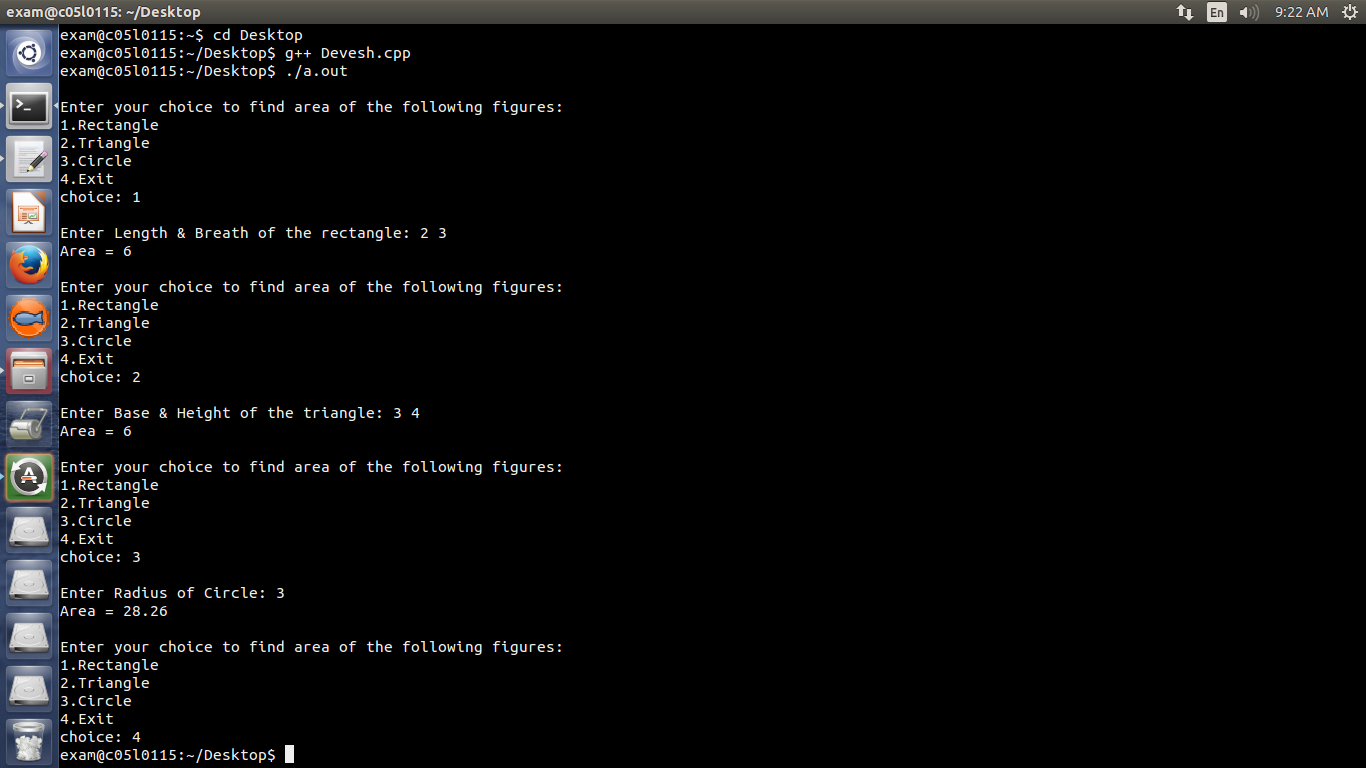 exam@c05l0115: ~/Desktop
En
9:22 AM
exam@c05l0115:~$ cd Desktop
exam@c05l0115:~/Desktop$ g++ Devesh.cpp
exam@c05l0115:~/Desktop$ ./a.out
Enter your choice to find area of the following figures:
1.Rectangle
2.Triangle
3.Circle
4.Exit
choice: 1
Enter Length & Breath of the rectangle: 2 3
Area = 6
Enter your choice to find area of the following figures:
1.Rectangle
2.Triangle
3.Circle
4.Exit
choice: 2
Enter Base & Height of the triangle: 3 4
Area = 6
Enter your choice to find area of the following figures:
1.Rectangle
2.Triangle
3.Circle
4.Exit
choice: 3
Enter Radius of Circle: 3
Area = 28.26
Enter your choice to find area of the following figures:
1.Rectangle
2.Triangle
3.Circle
4.Exit
choice: 4
exam@c05l0115:~/Desktop$